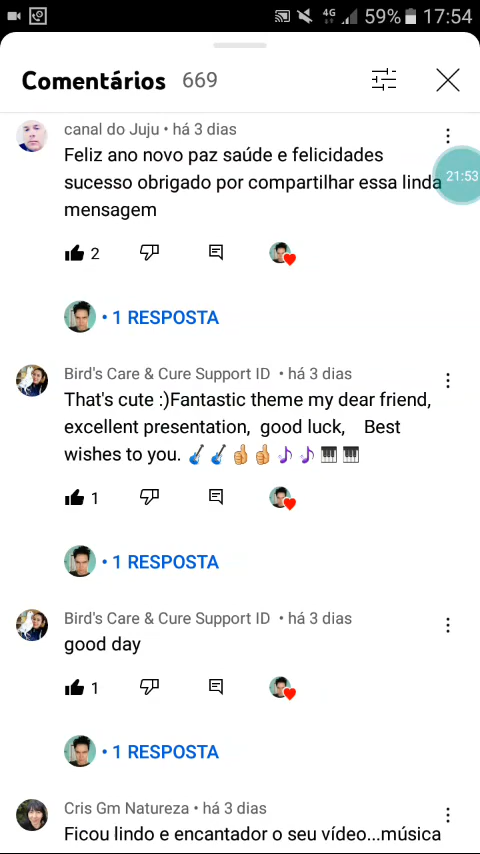 4G 59% 17:54
Comentários 669
canal do Juju • há 3 dias
Feliz ano novo paz saúde e felicidades
sucesso obrigado por compartilhar essa linda
mensagem
21:53
2
• 1 RESPOSTA
Bird's Care & Cure Support ID • há 3 dias
That's cute :)Fantastic theme my dear friend,
excellent presentation, good luck, Best
wishes to you. 🎸🎸👍👍🎵🎵🎹🎹
1
• 1 RESPOSTA
Bird's Care & Cure Support ID • há 3 dias
good day
1
• 1 RESPOSTA
Cris Gm Natureza • há 3 dias
Ficou lindo e encantador o seu vídeo...música